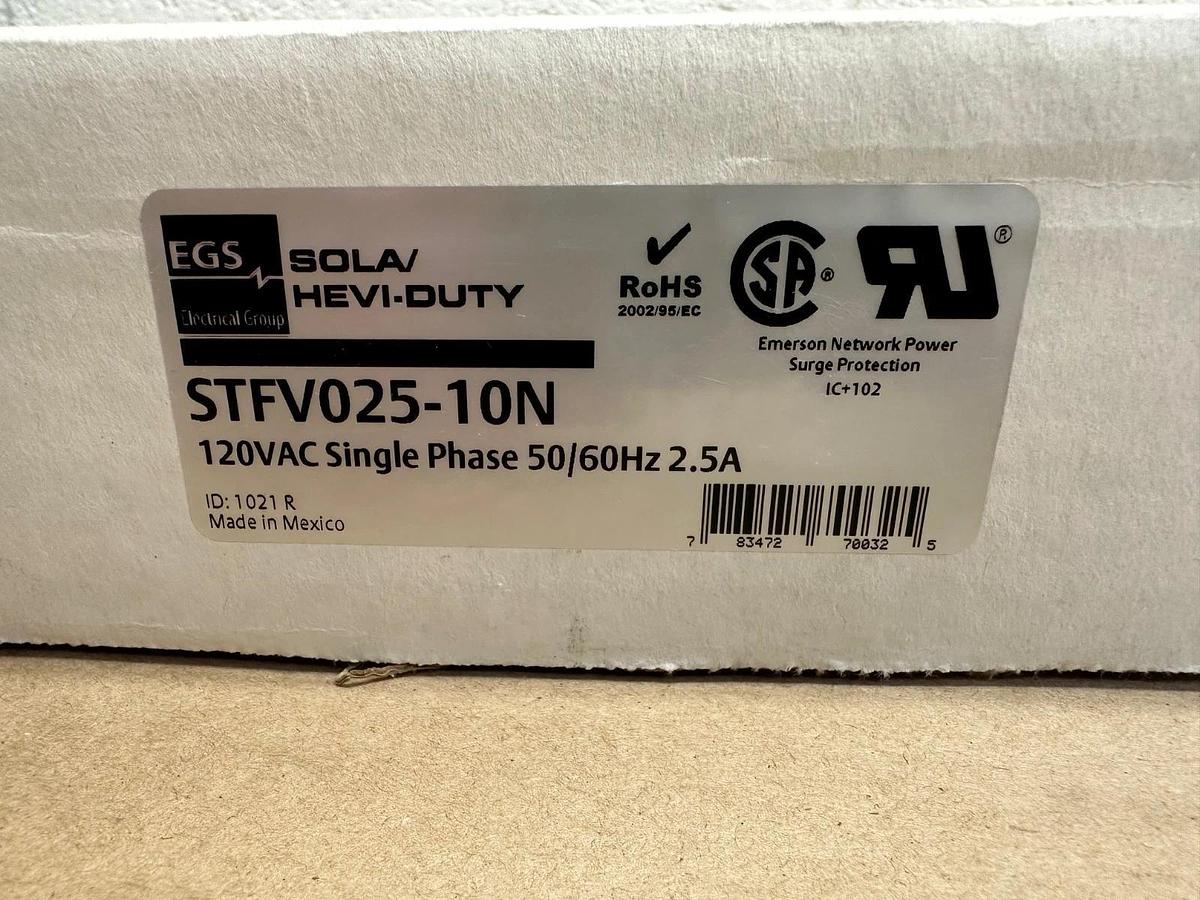 EGS
Electrical Group
SOLA/
HEVI-DUTY
RoHS
2002/95/EC
SA ®
RU ®
Emerson Network Power
Surge Protection
IC+102
STFV025-10N
120VAC Single Phase 50/60Hz 2.5A
ID: 1021 R
Made in Mexico
7 83472 70032 5